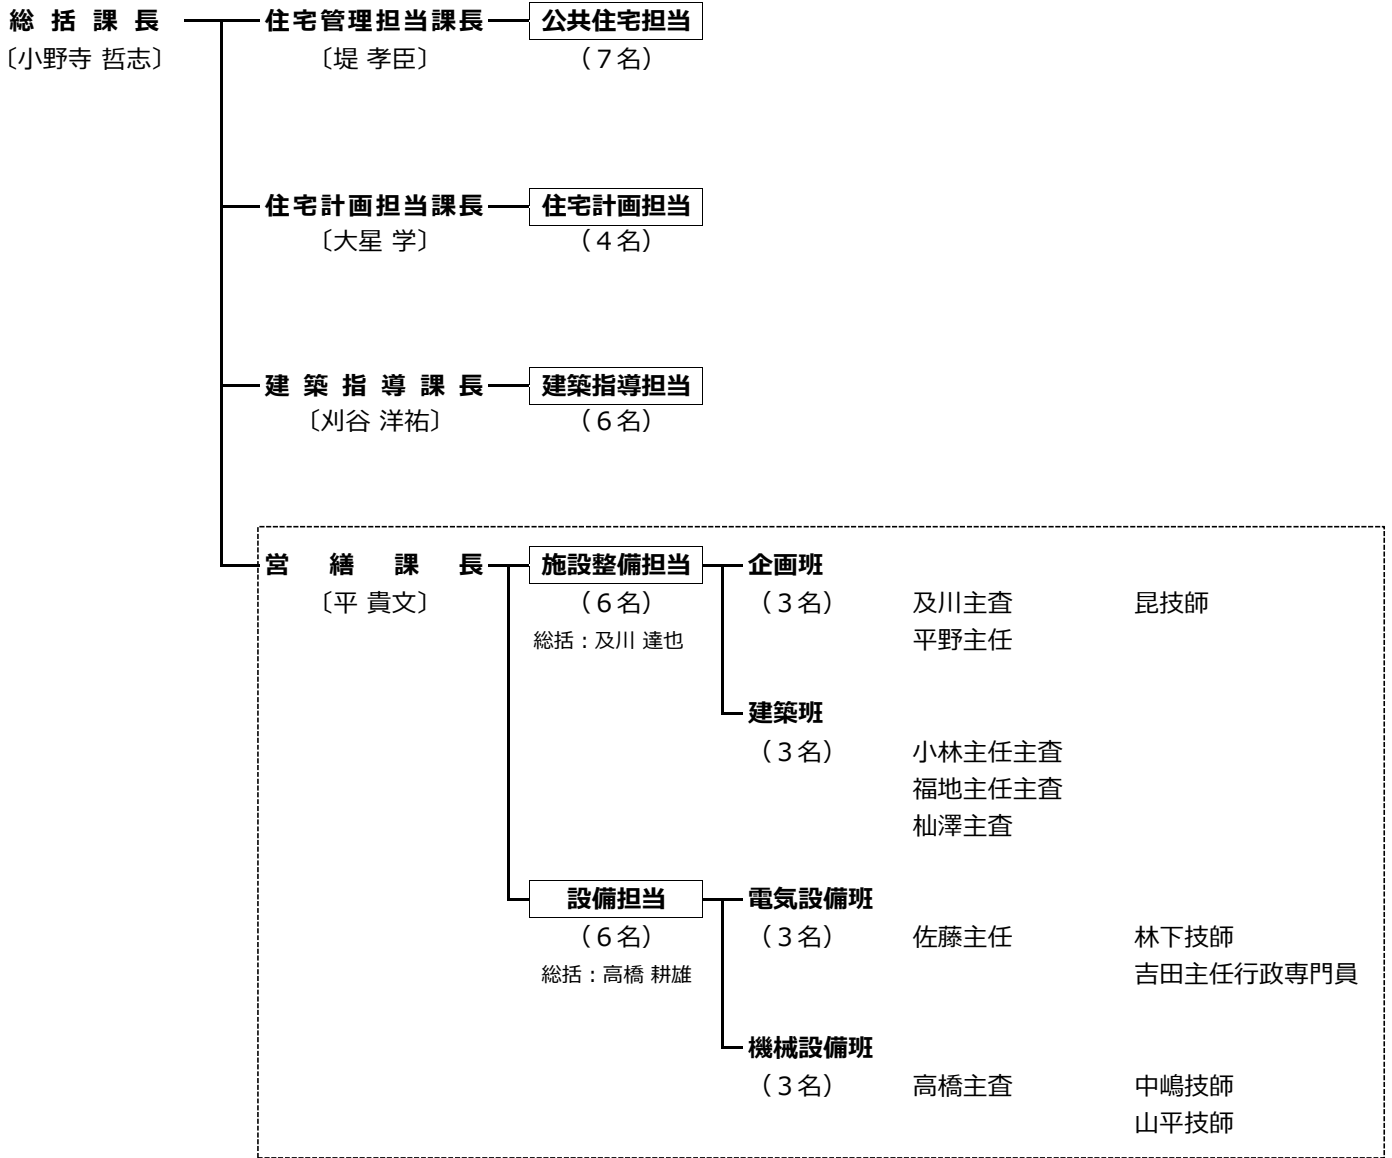 総括課長 住宅管理担当課長 公共住宅担当
〔小野寺 哲志〕 〔堤 孝臣〕 （７名）
住宅計画担当課長 住宅計画担当
〔大星 学〕 （４名）
建築指導課長 建築指導担当
〔刈谷 洋祐〕 （６名）
営繕課長 施設整備担当 企画班
〔平 貴文〕 （６名） （３名） 及川主査 昆技師
総括：及川 達也 平野主任
建築班
（３名） 小林主任主査
福地主任主査
杣澤主査
設備担当 電気設備班
（６名） （３名） 佐藤主任 林下技師
総括：高橋 耕雄 吉田主任行政専門員
機械設備班
（３名） 高橋主査 中嶋技師
山平技師